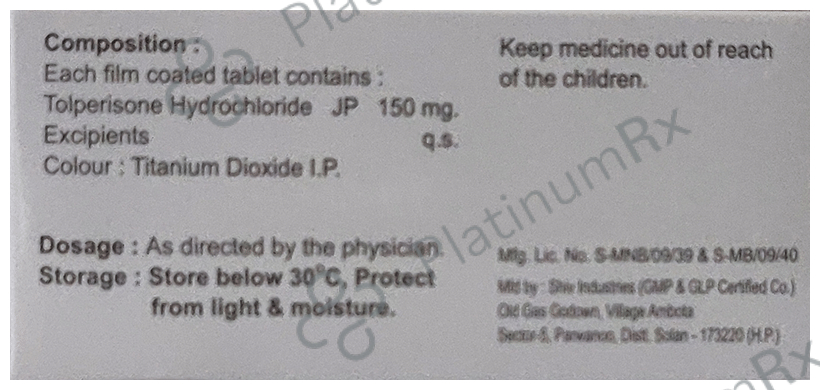 Composition :
Each film coated tablet contains :
Tolperisone Hydrochloride JP 150 mg.
Excipients q.s.
Colour : Titanium Dioxide I.P.
Dosage : As directed by the physician.
Storage : Store below 30°C, Protect
from light & moisture.
Keep medicine out of reach
of the children.
Mfg. Lic. No. S-MNB/09/39 & S-MB/09/40
Mfd by : Shiv Industries (GMP & GLP Certified Co.)
Old Gas Godown, Village Ambota
Sector-5, Parwanoo, Distt. Solan - 173220 (H.P.)
PlatinumRx